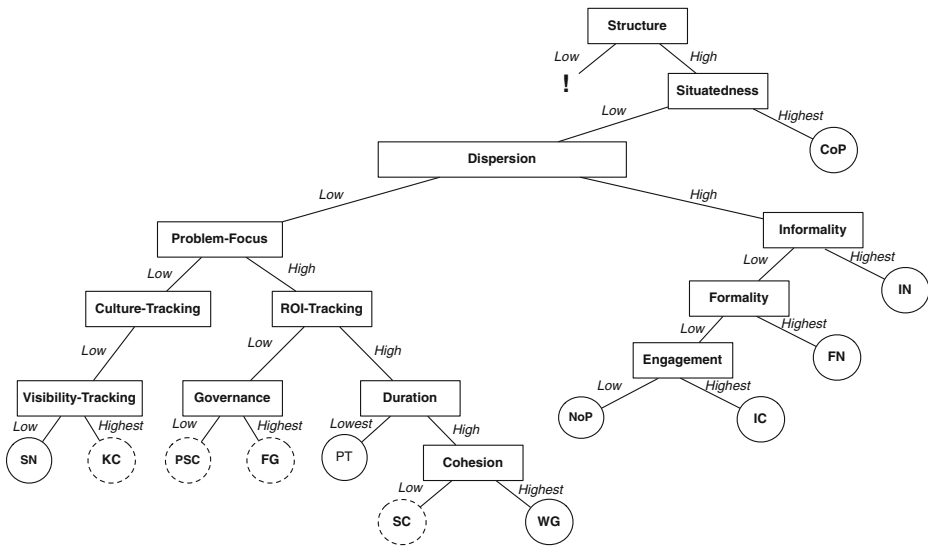 Structure
Low
High
!
Situatedness
Low
Highest
CoP
Dispersion
Low
High
Problem-Focus
Informality
Low
High
Low
Highest
Culture-Tracking
ROI-Tracking
Formality
IN
Low
Low
High
Low
Highest
Engagement
FN
Visibility-Tracking
Governance
Duration
Low
Highest
Low
Highest
Low
Highest
Lowest
High
NoP
IC
SN
KC
PSC
FG
PT
Cohesion
Low
Highest
SC
WG